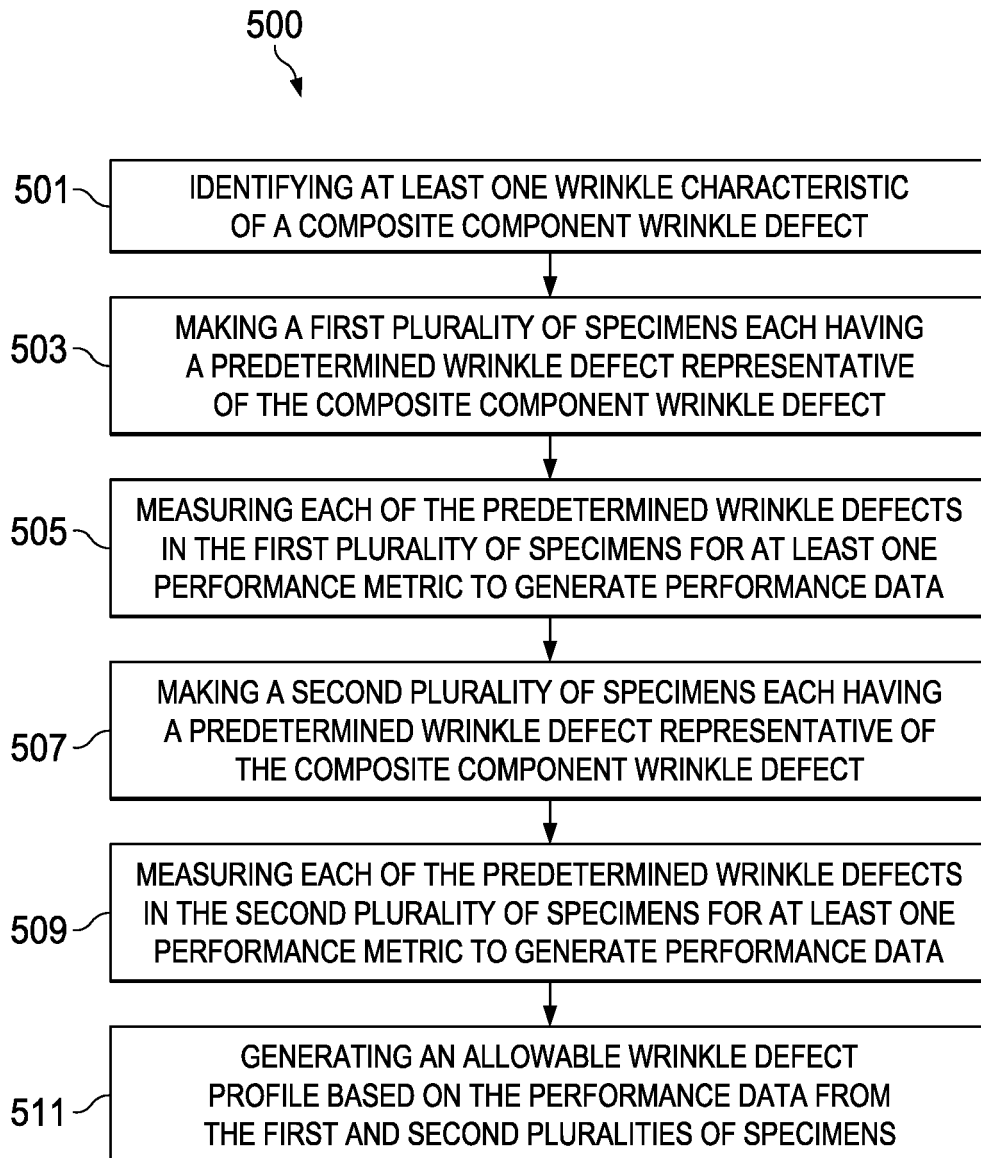 500
501
IDENTIFYING AT LEAST ONE WRINKLE CHARACTERISTIC
OF A COMPOSITE COMPONENT WRINKLE DEFECT
503
MAKING A FIRST PLURALITY OF SPECIMENS EACH HAVING
A PREDETERMINED WRINKLE DEFECT REPRESENTATIVE
OF THE COMPOSITE COMPONENT WRINKLE DEFECT
505
MEASURING EACH OF THE PREDETERMINED WRINKLE DEFECTS
IN THE FIRST PLURALITY OF SPECIMENS FOR AT LEAST ONE
PERFORMANCE METRIC TO GENERATE PERFORMANCE DATA
507
MAKING A SECOND PLURALITY OF SPECIMENS EACH HAVING
A PREDETERMINED WRINKLE DEFECT REPRESENTATIVE OF
THE COMPOSITE COMPONENT WRINKLE DEFECT
509
MEASURING EACH OF THE PREDETERMINED WRINKLE DEFECTS
IN THE SECOND PLURALITY OF SPECIMENS FOR AT LEAST ONE
PERFORMANCE METRIC TO GENERATE PERFORMANCE DATA
511
GENERATING AN ALLOWABLE WRINKLE DEFECT
PROFILE BASED ON THE PERFORMANCE DATA FROM
THE FIRST AND SECOND PLURALITIES OF SPECIMENS